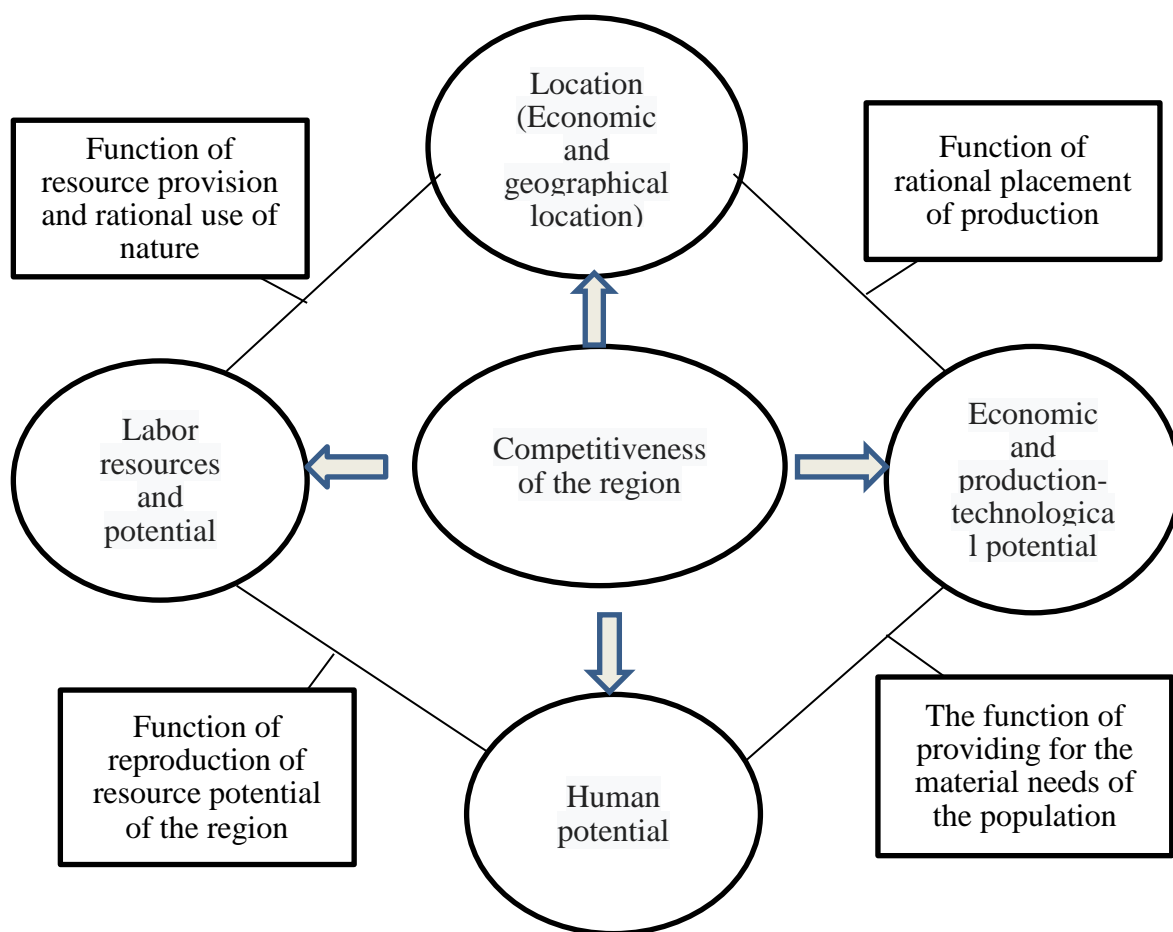 Location
(Economic
and
geographical
location)
Function of
resource provision
and rational use of
nature
Function of
rational placement
of production
Labor
resources
and
potential
Competitiveness
of the region
Economic
and
production-
technologica
l potential
Function of
reproduction of
resource potential
of the region
Human
potential
The function of
providing for the
material needs of
the population